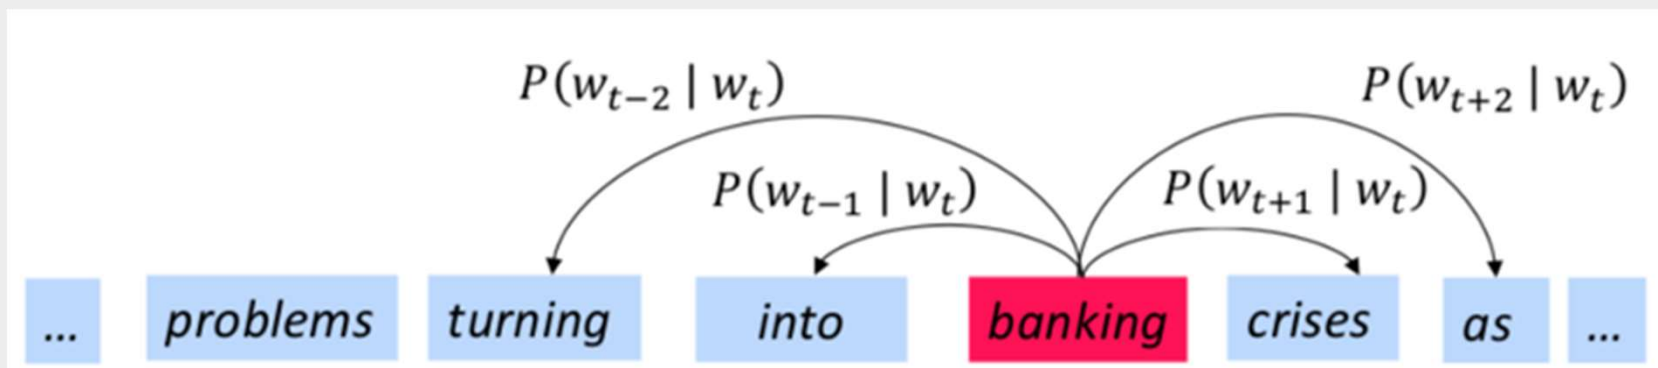 P(w_{t−2} | w_t) P(w_{t+2} | w_t)
P(w_{t−1} | w_t) P(w_{t+1} | w_t)
... problems turning into banking crises as ...